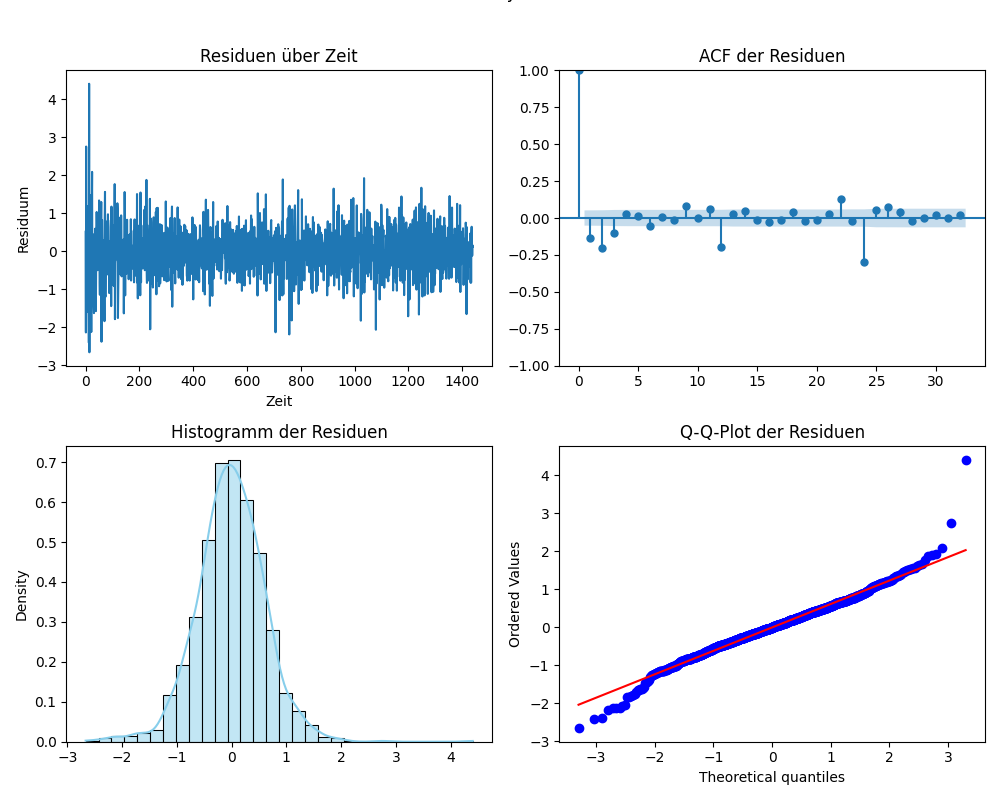 Residuen über Zeit
4
3
2
1
0
−1
−2
−3
Residuum
0 200 400 600 800 1000 1200 1400
Zeit
ACF der Residuen
1.00
0.75
0.50
0.25
0.00
−0.25
−0.50
−0.75
−1.00
0 5 10 15 20 25 30
Histogramm der Residuen
0.7
0.6
0.5
0.4
0.3
0.2
0.1
0.0
Density
−3 −2 −1 0 1 2 3 4
Q-Q-Plot der Residuen
4
3
2
1
0
−1
−2
−3
Ordered Values
−3 −2 −1 0 1 2 3
Theoretical quantiles